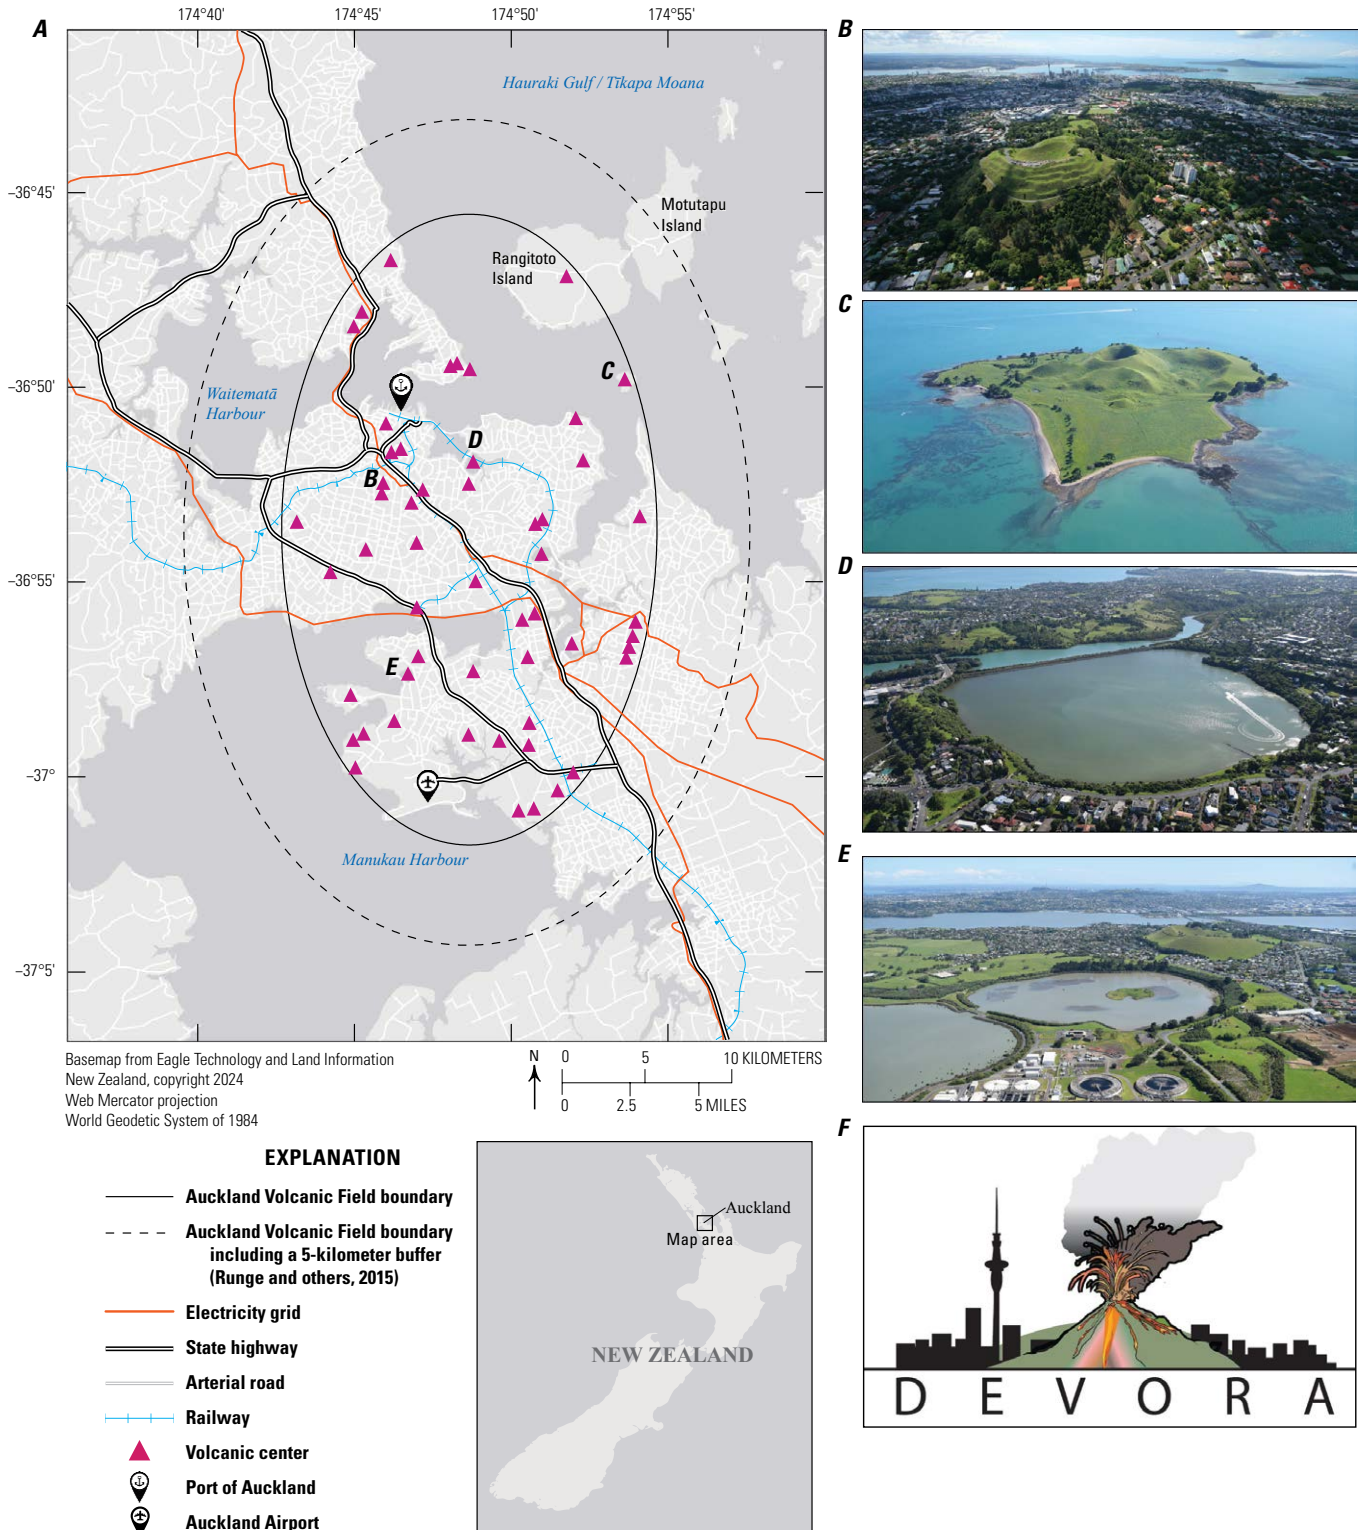 A
174°40'
174°45'
174°50'
174°55'
–36°45'
–36°50'
–36°55'
–37°
–37°5'
Hauraki Gulf / Tīkapa Moana
Motutapu
Island
Rangitoto
Island
Waitematā
Harbour
C
D
B
E
Manukau Harbour
Basemap from Eagle Technology and Land Information
New Zealand, copyright 2024
Web Mercator projection
World Geodetic System of 1984
N
0 5 10 KILOMETERS
0 2.5 5 MILES
EXPLANATION
Auckland Volcanic Field boundary
Auckland Volcanic Field boundary
including a 5-kilometer buffer
(Runge and others, 2015)
Electricity grid
State highway
Arterial road
Railway
Volcanic center
Port of Auckland
Auckland Airport
Auckland
Map area
NEW ZEALAND
B
C
D
E
F
DEVORA